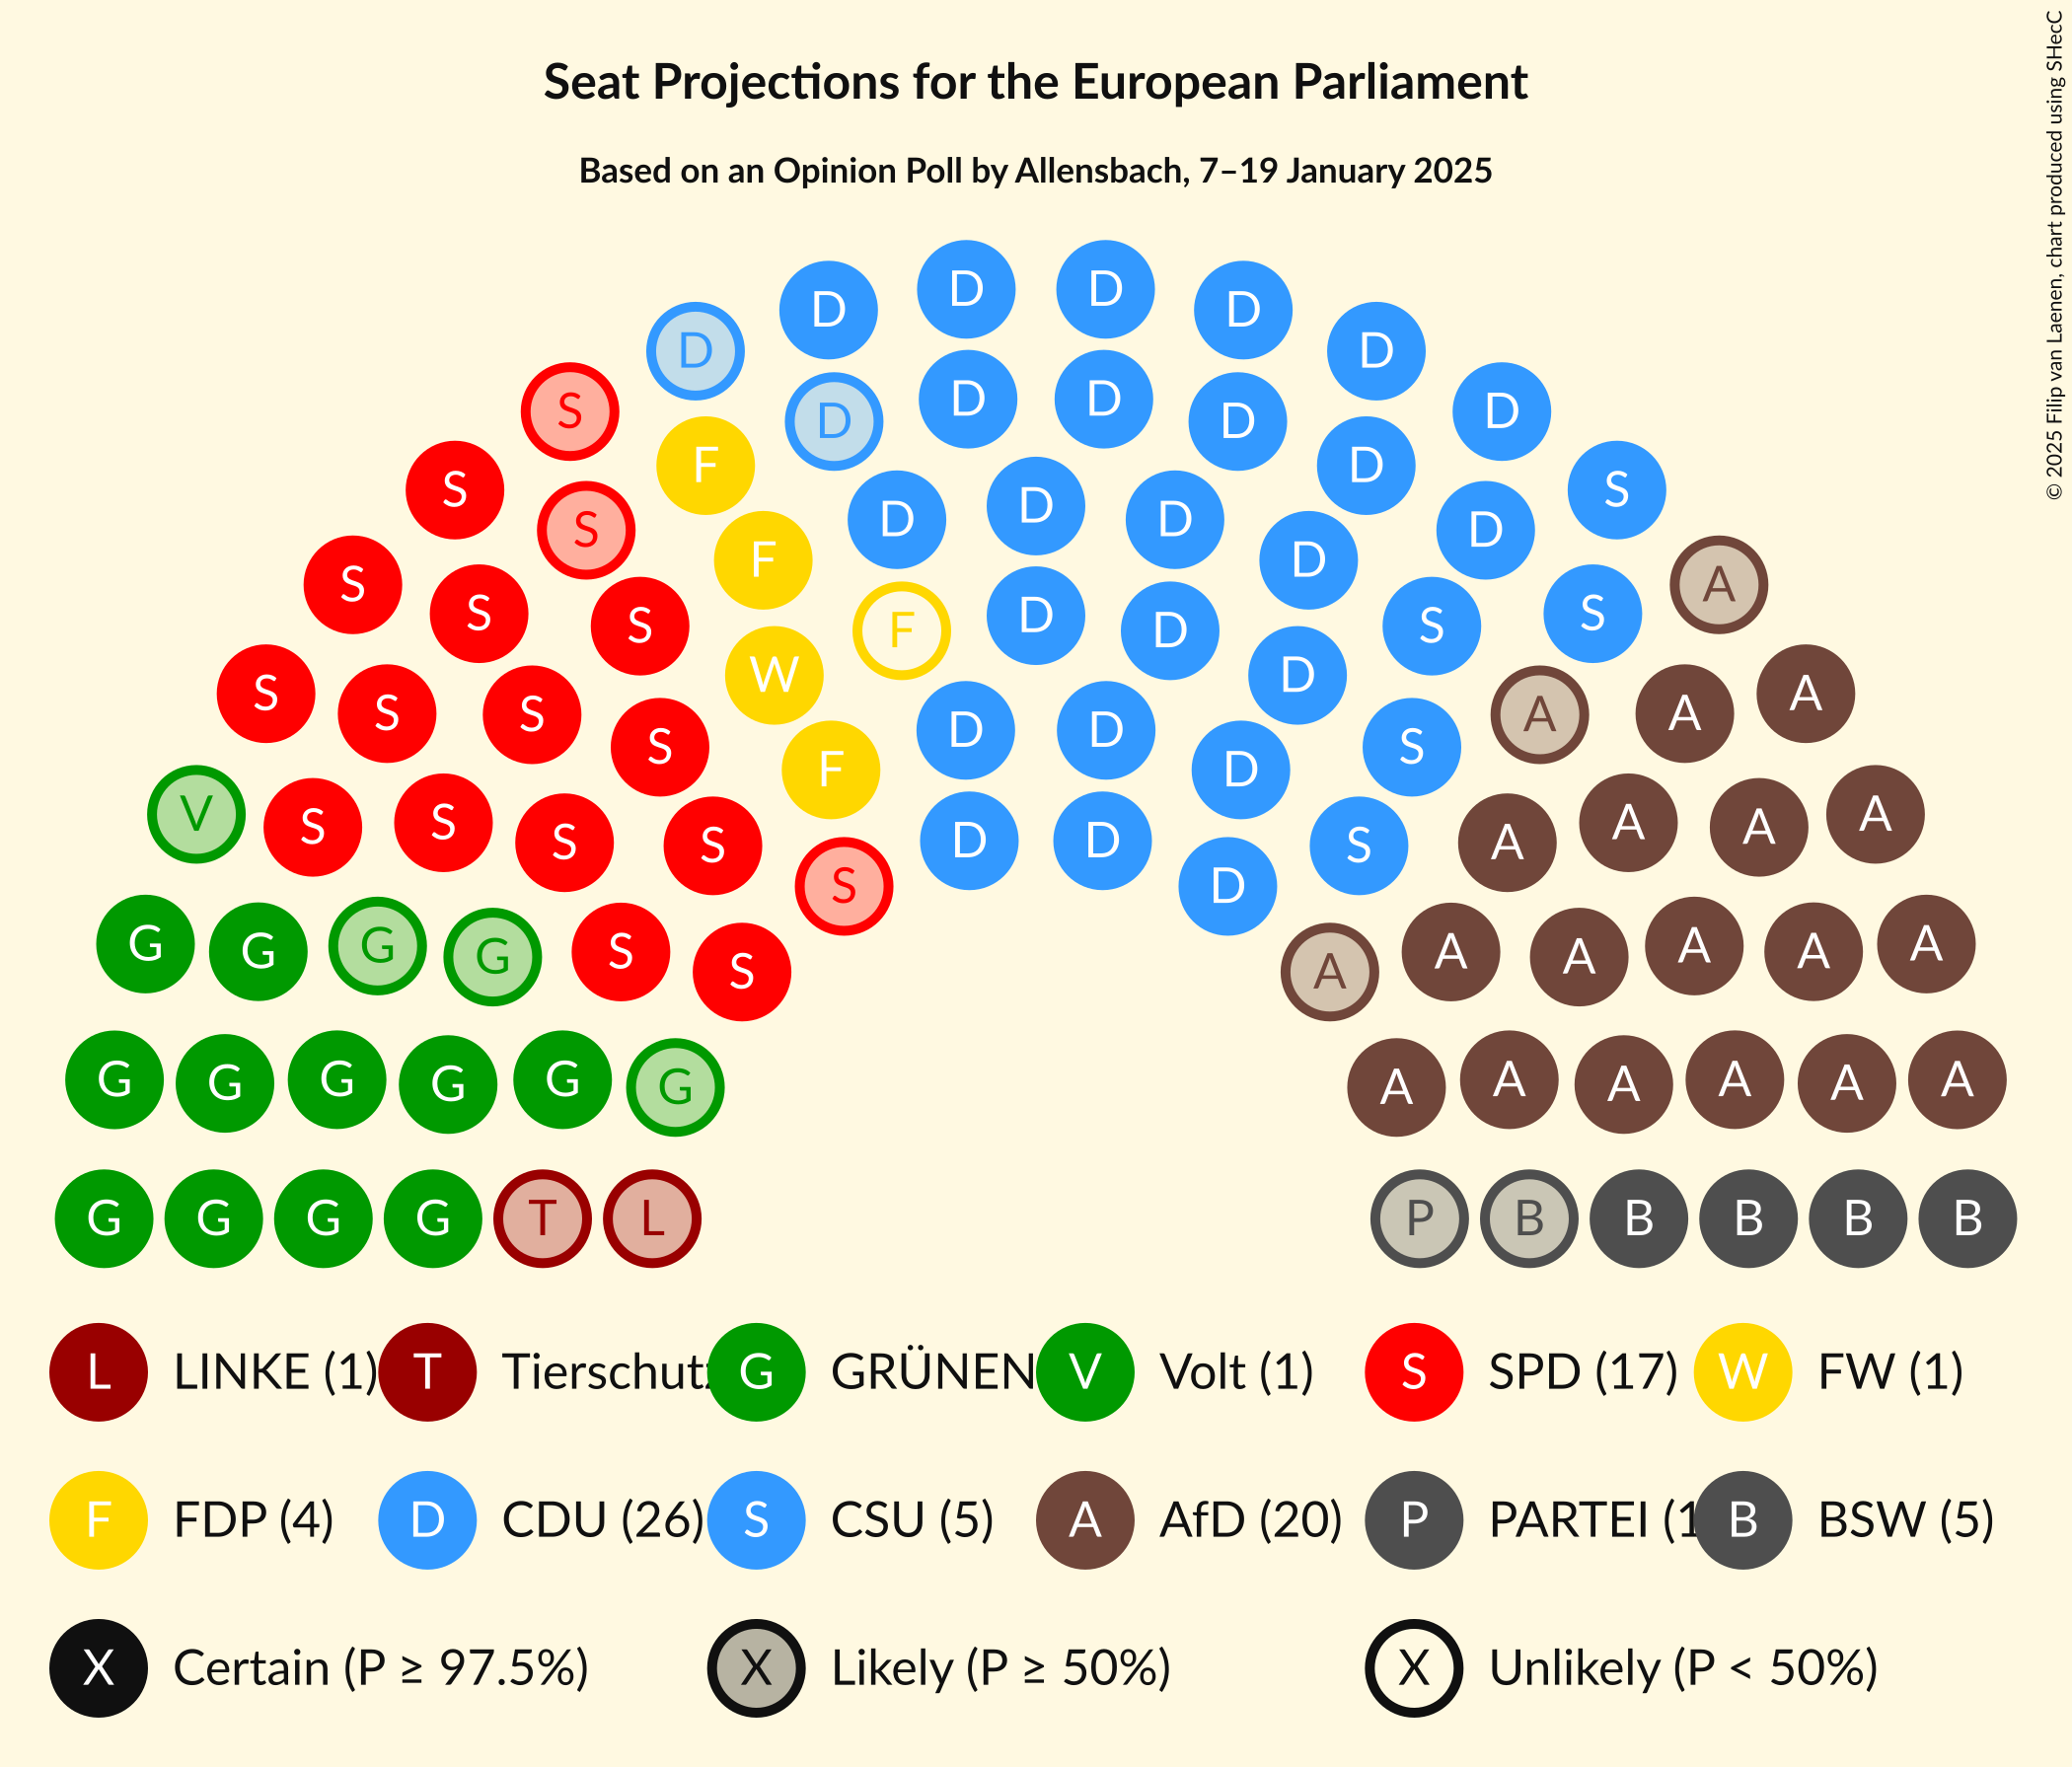 Seat Projections for the European Parliament
Based on an Opinion Poll by Allensbach, 7–19 January 2025
© 2025 Filip van Laenen, chart produced using SHecC
D D D D
D D D
S D D D D D
S F D D S
S D D D D
S F D D S A
S S S F D D S S
S S S W D D A A A
V S S S S F D D D S A A A A
S D D D S A
G G G G S S A A A A A A
G G G G G G A A A A A A
G G G G T L P B B B B B
L LINKE (1) T Tierschutz G GRÜNEN V Volt (1) S SPD (17) W FW (1)
F FDP (4) D CDU (26) S CSU (5) A AfD (20) P PARTEI (1 B BSW (5)
X Certain (P ≥ 97.5%) X Likely (P ≥ 50%) X Unlikely (P < 50%)